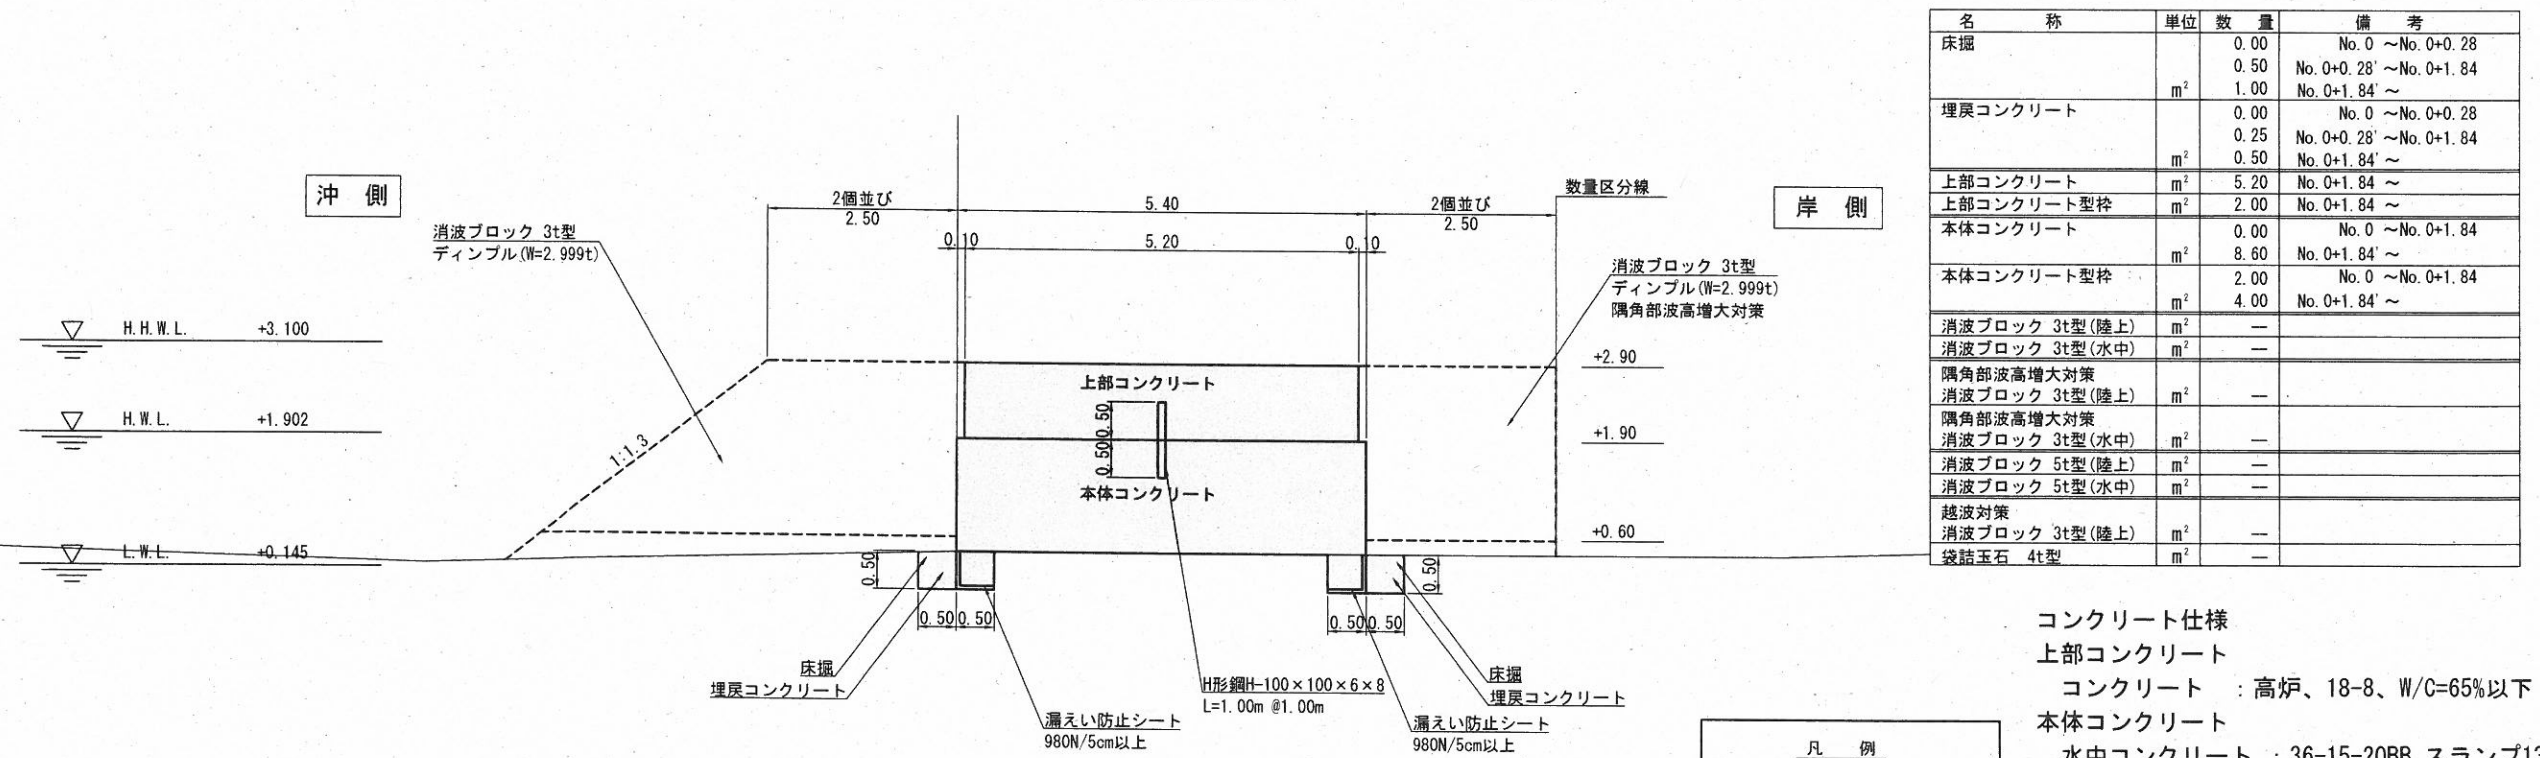 沖 側
岸 側
数量区分線
2個並び
5.40
2個並び
2.50
2.50
0.10
5.20
0.10
消波ブロック 3t型
ディンプル(W=2.999t)
消波ブロック 3t型
ディンプル(W=2.999t)
隅角部波高増大対策
H.H.W.L. +3.100
H.W.L. +1.902
L.W.L. +0.145
1:1.3
+2.90
+1.90
+0.60
上部コンクリート
0.50
0.50
本体コンクリート
0.50
0.50
0.50 0.50
0.50 0.50
床掘
埋戻コンクリート
漏えい防止シート
980N/5cm以上
H形鋼H-100×100×6×8
L=1.00m @1.00m
床掘
埋戻コンクリート
漏えい防止シート
980N/5cm以上
名 称 単位 数 量 備 考
床掘 0.00 No.0 ~No.0+0.28
0.50 No.0+0.28' ~No.0+1.84
m² 1.00 No.0+1.84' ~
埋戻コンクリート 0.00 No.0 ~No.0+0.28
0.25 No.0+0.28' ~No.0+1.84
m² 0.50 No.0+1.84' ~
上部コンクリート m² 5.20 No.0+1.84 ~
上部コンクリート型枠 m² 2.00 No.0+1.84 ~
本体コンクリート 0.00 No.0 ~No.0+1.84
m² 8.60 No.0+1.84' ~
本体コンクリート型枠 2.00 No.0 ~No.0+1.84
m² 4.00 No.0+1.84' ~
消波ブロック 3t型(陸上) m² ―
消波ブロック 3t型(水中) m² ―
隅角部波高増大対策
消波ブロック 3t型(陸上) m² ―
隅角部波高増大対策
消波ブロック 3t型(水中) m² ―
消波ブロック 5t型(陸上) m² ―
消波ブロック 5t型(水中) m² ―
越波対策
消波ブロック 3t型(陸上) m² ―
袋詰玉石 4t型 m² ―
コンクリート仕様
上部コンクリート
コンクリート :高炉、18-8、W/C=65%以下
本体コンクリート
水中コンクリート :36-15-20BB スランプ1
凡 例